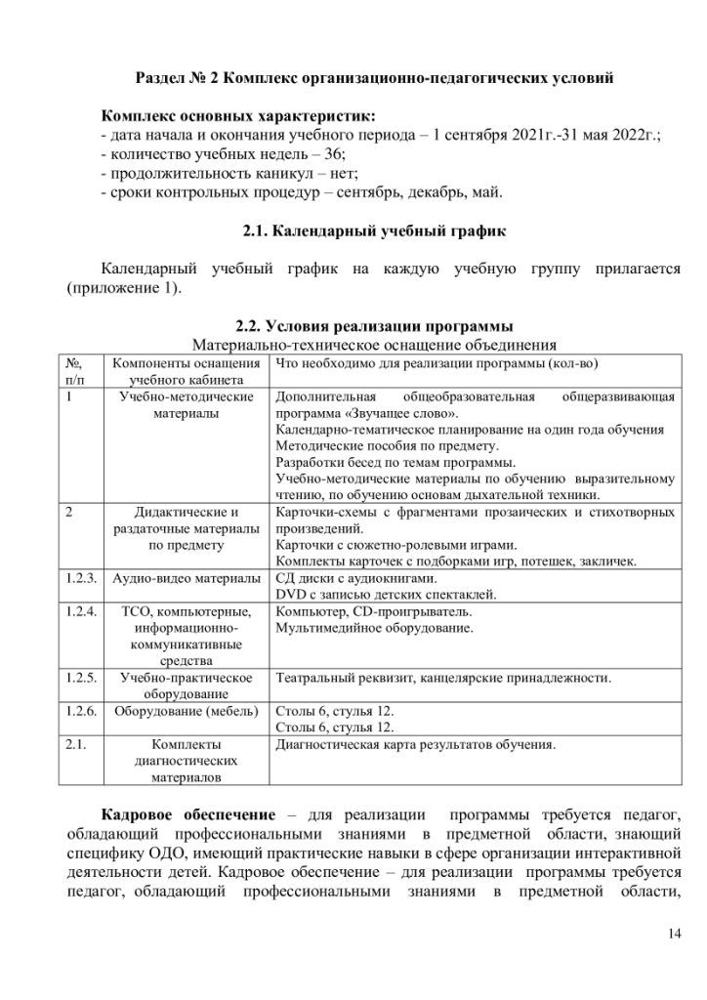 Раздел № 2 Комплекс организационно-педагогических условий
Комплекс основных характеристик:
- дата начала и окончания учебного периода – 1 сентября 2021г.-31 мая 2022г.;
- количество учебных недель – 36;
- продолжительность каникул – нет;
- сроки контрольных процедур – сентябрь, декабрь, май.
2.1. Календарный учебный график
Календарный учебный график на каждую учебную группу прилагается
(приложение 1).
2.2. Условия реализации программы
Материально-техническое оснащение объединения
№,
п/п
Компоненты оснащения
учебного кабинета
Что необходимо для реализации программы (кол-во)
1
Учебно-методические
материалы
Дополнительная общеобразовательная общеразвивающая
программа «Звучащее слово».
Календарно-тематическое планирование на один года обучения
Методические пособия по предмету.
Разработки бесед по темам программы.
Учебно-методические материалы по обучению выразительному
чтению, по обучению основам дыхательной техники.
2
Дидактические и
раздаточные материалы
по предмету
Карточки-схемы с фрагментами прозаических и стихотворных
произведений.
Карточки с сюжетно-ролевыми играми.
Комплекты карточек с подборками игр, потешек, закличек.
1.2.3.
Аудио-видео материалы
СД диски с аудиокнигами.
DVD с записью детских спектаклей.
1.2.4.
ТСО, компьютерные,
информационно-
коммуникативные
средства
Компьютер, CD-проигрыватель.
Мультимедийное оборудование.
1.2.5.
Учебно-практическое
оборудование
Театральный реквизит, канцелярские принадлежности.
1.2.6.
Оборудование (мебель)
Столы 6, стулья 12.
Столы 6, стулья 12.
2.1.
Комплекты
диагностических
материалов
Диагностическая карта результатов обучения.
Кадровое обеспечение – для реализации программы требуется педагог,
обладающий профессиональными знаниями в предметной области, знающий
специфику ОДО, имеющий практические навыки в сфере организации интерактивной
деятельности детей. Кадровое обеспечение – для реализации программы требуется
педагог, обладающий профессиональными знаниями в предметной области,
14